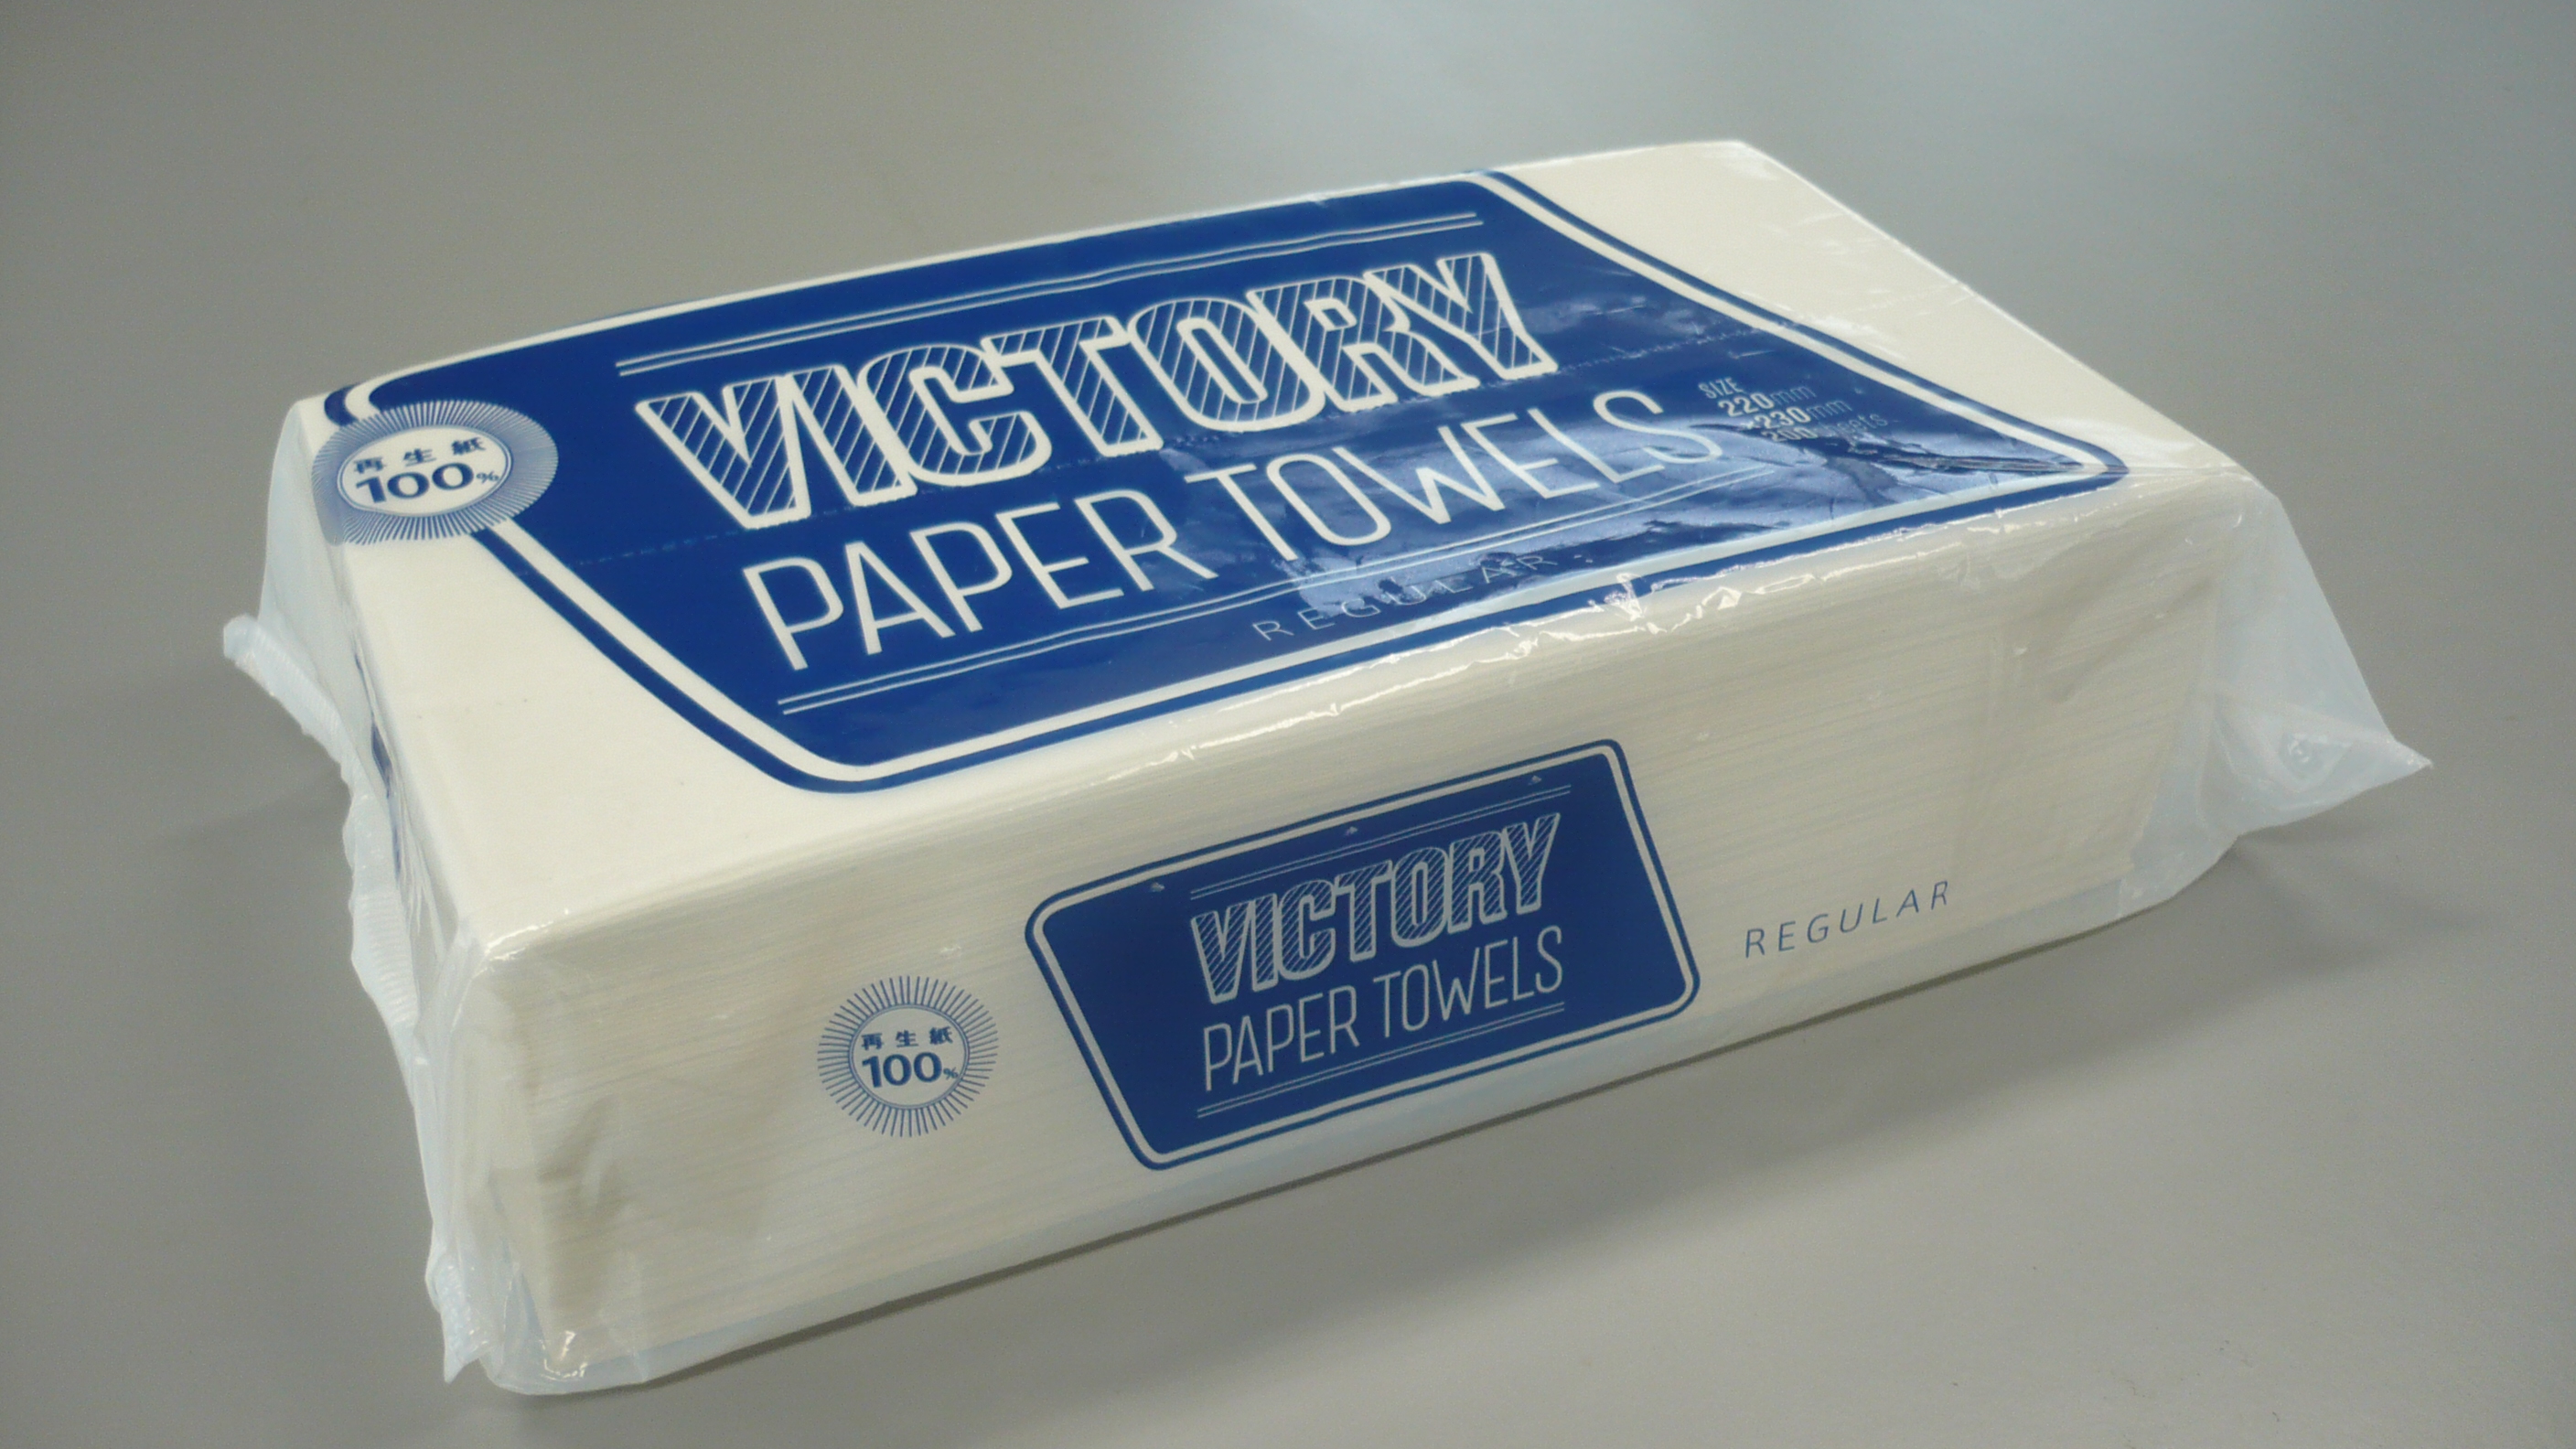 VICTORY
PAPER TOWELS
REGULAR
SIZE
220mm
×230mm
200sheets
再生紙
100%
VICTORY
PAPER TOWELS
再生紙
100%
REGULAR